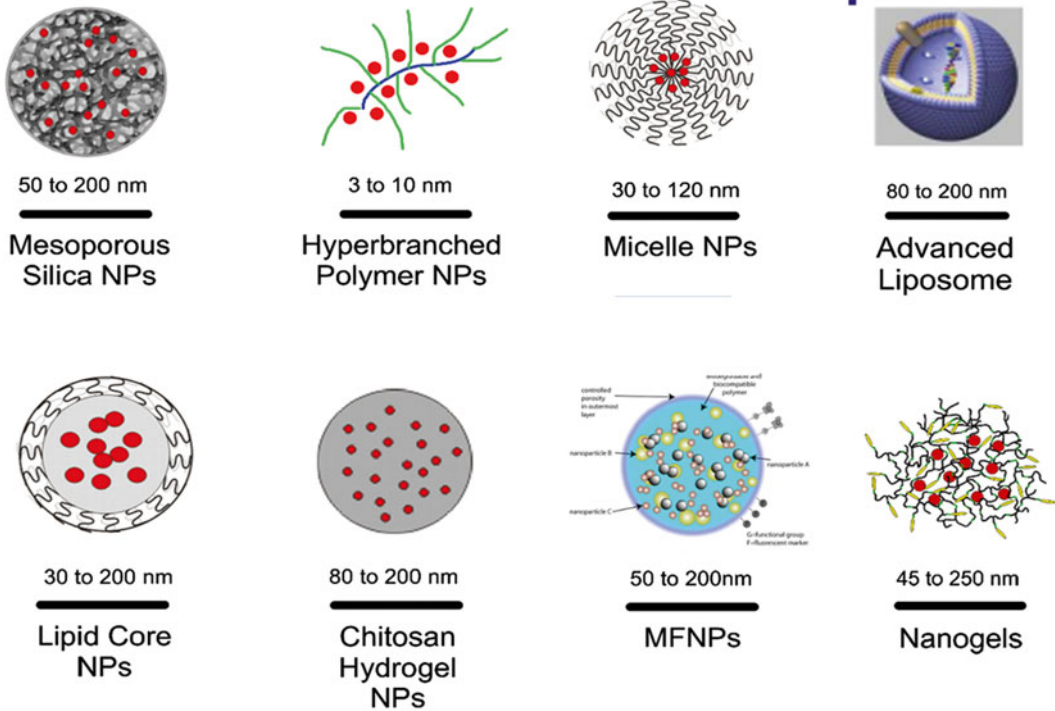 50 to 200 nm
Mesoporous
Silica NPs
3 to 10 nm
Hyperbranched
Polymer NPs
30 to 120 nm
Micelle NPs
80 to 200 nm
Advanced
Liposome
30 to 200 nm
Lipid Core
NPs
80 to 200 nm
Chitosan
Hydrogel
NPs
controlled
porosity
in outermost
layer
biocompatible
polymer
nanoparticle B
nanoparticle A
nanoparticle C
G=functional group
F=fluorescent marker
50 to 200nm
MFNPs
45 to 250 nm
Nanogels